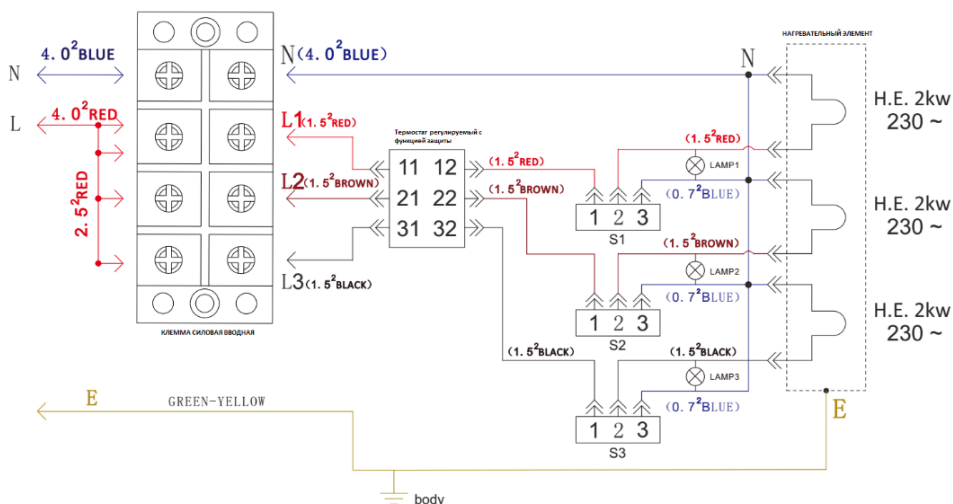 N
4.0²BLUE
L
4.0²RED
2.5²RED
КЛЕММА СИЛОВАЯ ВВОДНАЯ
N(4.0²BLUE)
L1(1.5²RED)
L2(1.5²BROWN)
L3(1.5²BLACK)
Термостат регулируемый с
функцией защиты
11 12
21 22
31 32
(1.5²RED)
(1.5²BROWN)
(1.5²BLACK)
(1.5²RED)
LAMP1
(0.7²BLUE)
1 2 3
S1
(1.5²BROWN)
LAMP2
(0.7²BLUE)
1 2 3
S2
(1.5²BLACK)
LAMP3
(0.7²BLUE)
1 2 3
S3
N
НАГРЕВАТЕЛЬНЫЙ ЭЛЕМЕНТ
H.E. 2kw
230 ~
H.E. 2kw
230 ~
H.E. 2kw
230 ~
E
GREEN-YELLOW
E
body